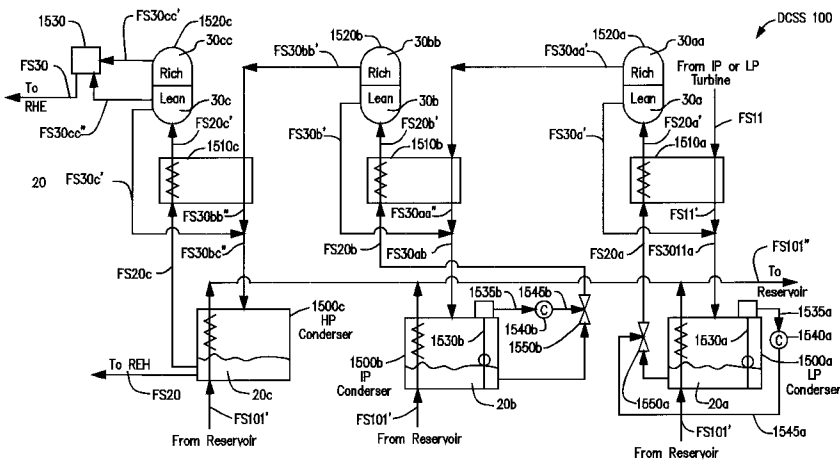 DCSS 100
1530
FS30cc'
1520c
30cc
Rich
Lean
30c
FS30
To
RHE
FS30cc"
FS20c'
1510c
20
FS30c'
FS30bb"
FS30bc"
FS20c
FS30bb'
1520b
30bb
Rich
Lean
30b
FS30b'
FS20b'
1510b
FS30aa"
FS20b
FS30ab
FS30aa'
1520a
30aa
Rich
Lean
30a
FS30a'
FS20a'
From IP or LP
Turbine
FS11
1510a
FS11'
FS20a
FS3011a
FS101"
To
Reservoir
1500c
HP
Conderser
To REH
FS20
20c
FS101'
From Reservoir
1535b
1545b
C
1540b
1550b
1530b
1500b
IP
Conderser
20b
FS101'
From Reservoir
1535a
C
1540a
1530a
1500a
LP
Conderser
1550a
20a
FS101'
1545a
From Reservoir